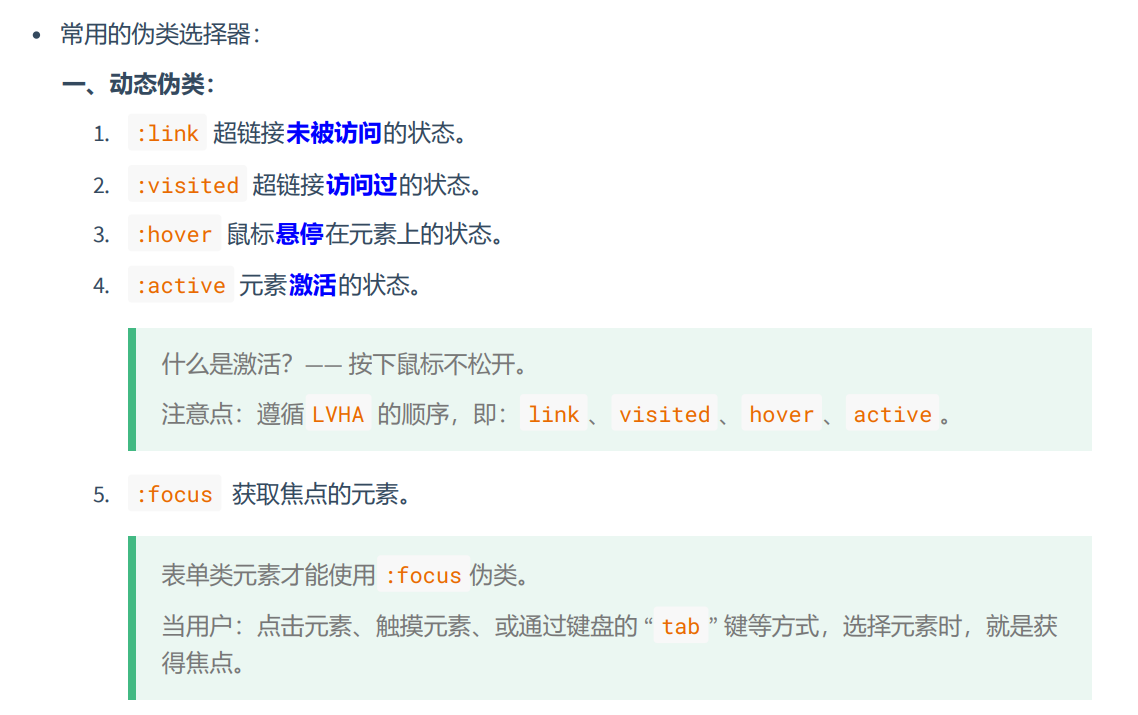 • 常用的伪类选择器：
一、动态伪类：
1. :link 超链接未被访问的状态。
2. :visited 超链接访问过的状态。
3. :hover 鼠标悬停在元素上的状态。
4. :active 元素激活的状态。
什么是激活？—— 按下鼠标不松开。
注意点：遵循 LVHA 的顺序，即：link 、visited 、hover 、active 。
5. :focus 获取焦点的元素。
表单类元素才能使用 :focus 伪类。
当用户：点击元素、触摸元素、或通过键盘的 “ tab ” 键等方式，选择元素时，就是获
得焦点。